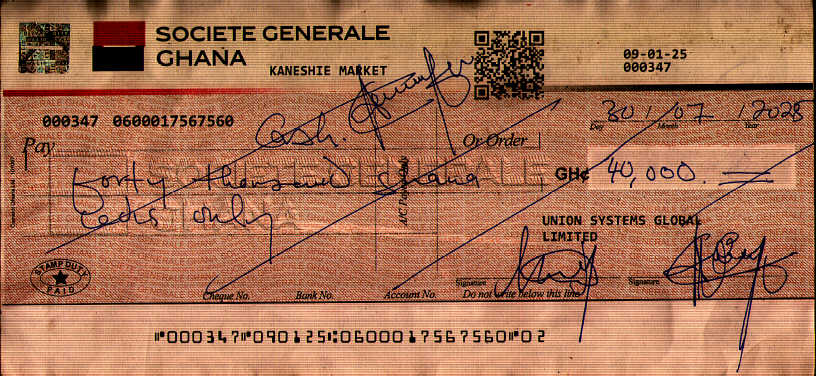 SOCIETE GENERALE
GHANA
KANESHIE MARKET
09-01-25
000347
000347 0600017567560
30 / 07 / 2025
Day Month Year
Pay
Cash.
Or Order
Forty thousand Ghana
Cedis only
GH¢ 40,000.
A/C Payee Only
UNION SYSTEMS GLOBAL
LIMITED
STAMP DUTY
PAID
Signature
Signature
Cheque No. Bank No. Account No. Do not write below this line
⑈000347⑈090125⑆0600017567560⑈02